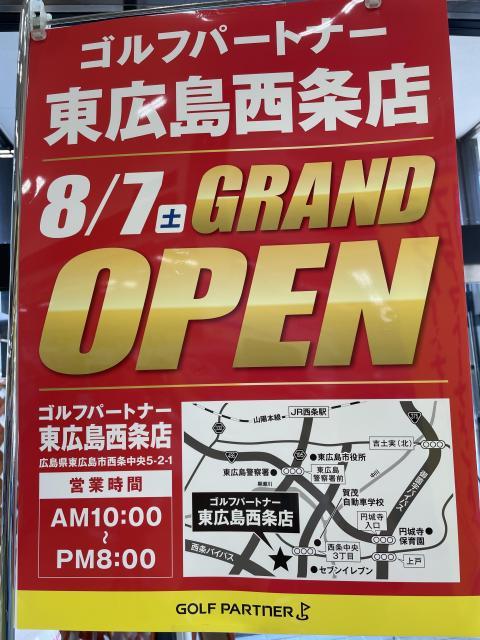 ゴルフパートナー
東広島西条店
8/7土 GRAND
OPEN
ゴルフパートナー
東広島西条店
広島県東広島市西条中央5-2-1
営業時間
AM10:00
~
PM8:00
山陽本線
JR西条駅
375
吉土実(北)
東広島市役所
東広島警察署
東広島
警察署前
賀茂
自動車学校
ゴルフパートナー
東広島西条店
円城寺
入口
円城寺
保育園
西条バイパス
西条中央
3丁目
上戸
セブンイレブン
GOLF PARTNER